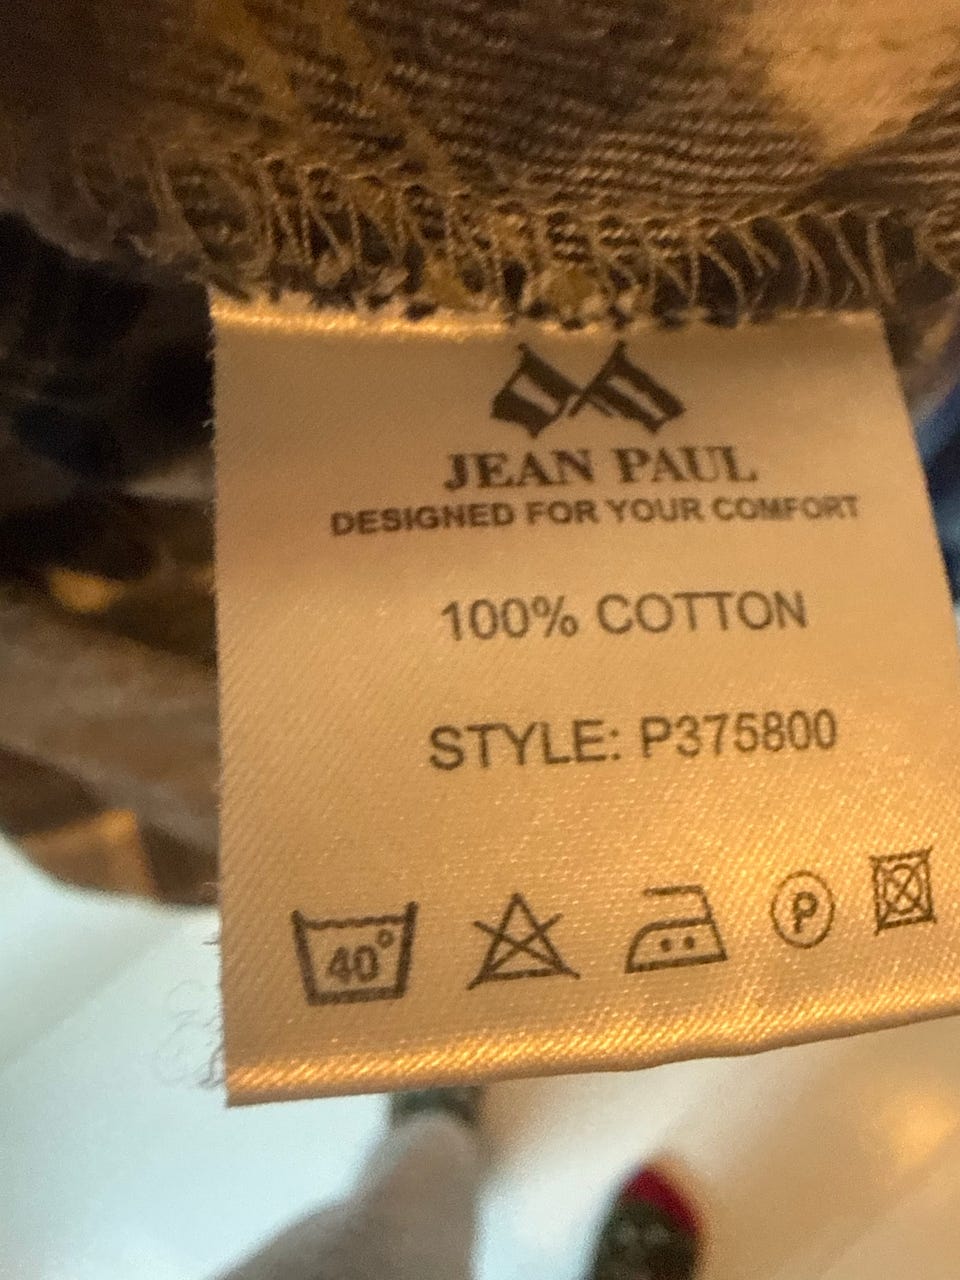 JEAN PAUL
DESIGNED FOR YOUR COMFORT
100% COTTON
STYLE: P375800
40° P